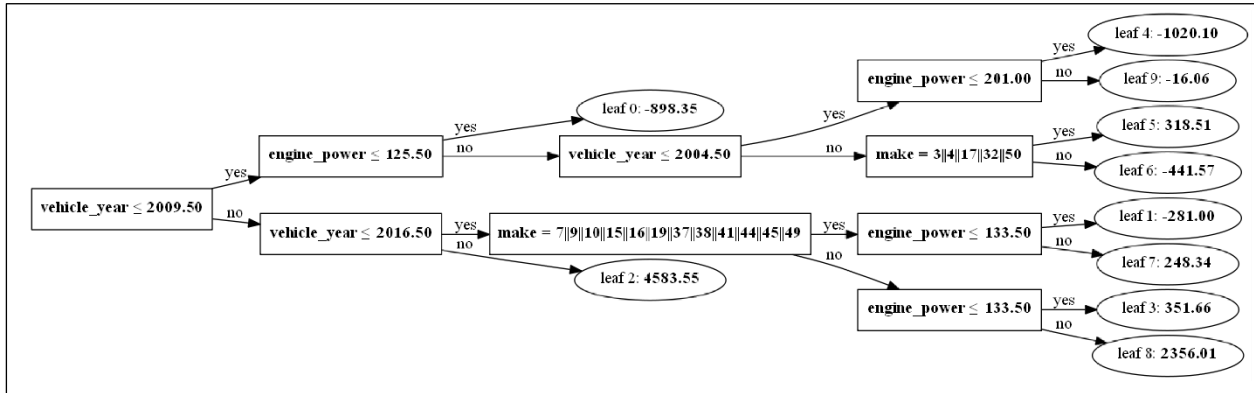 leaf 4: -1020.10
yes
engine_power ≤ 201.00
no
leaf 9: -16.06
leaf 0: -898.35
yes
yes
leaf 5: 318.51
yes
engine_power ≤ 125.50
no
vehicle_year ≤ 2004.50
no
make = 3||4||17||32||50
no
leaf 6: -441.57
yes
vehicle_year ≤ 2009.50
no
leaf 1: -281.00
yes
vehicle_year ≤ 2016.50
yes
make = 7||9||10||15||16||19||37||38||41||44||45||49
yes
engine_power ≤ 133.50
no
no
leaf 7: 248.34
leaf 2: 4583.55
no
leaf 3: 351.66
yes
engine_power ≤ 133.50
no
leaf 8: 2356.01